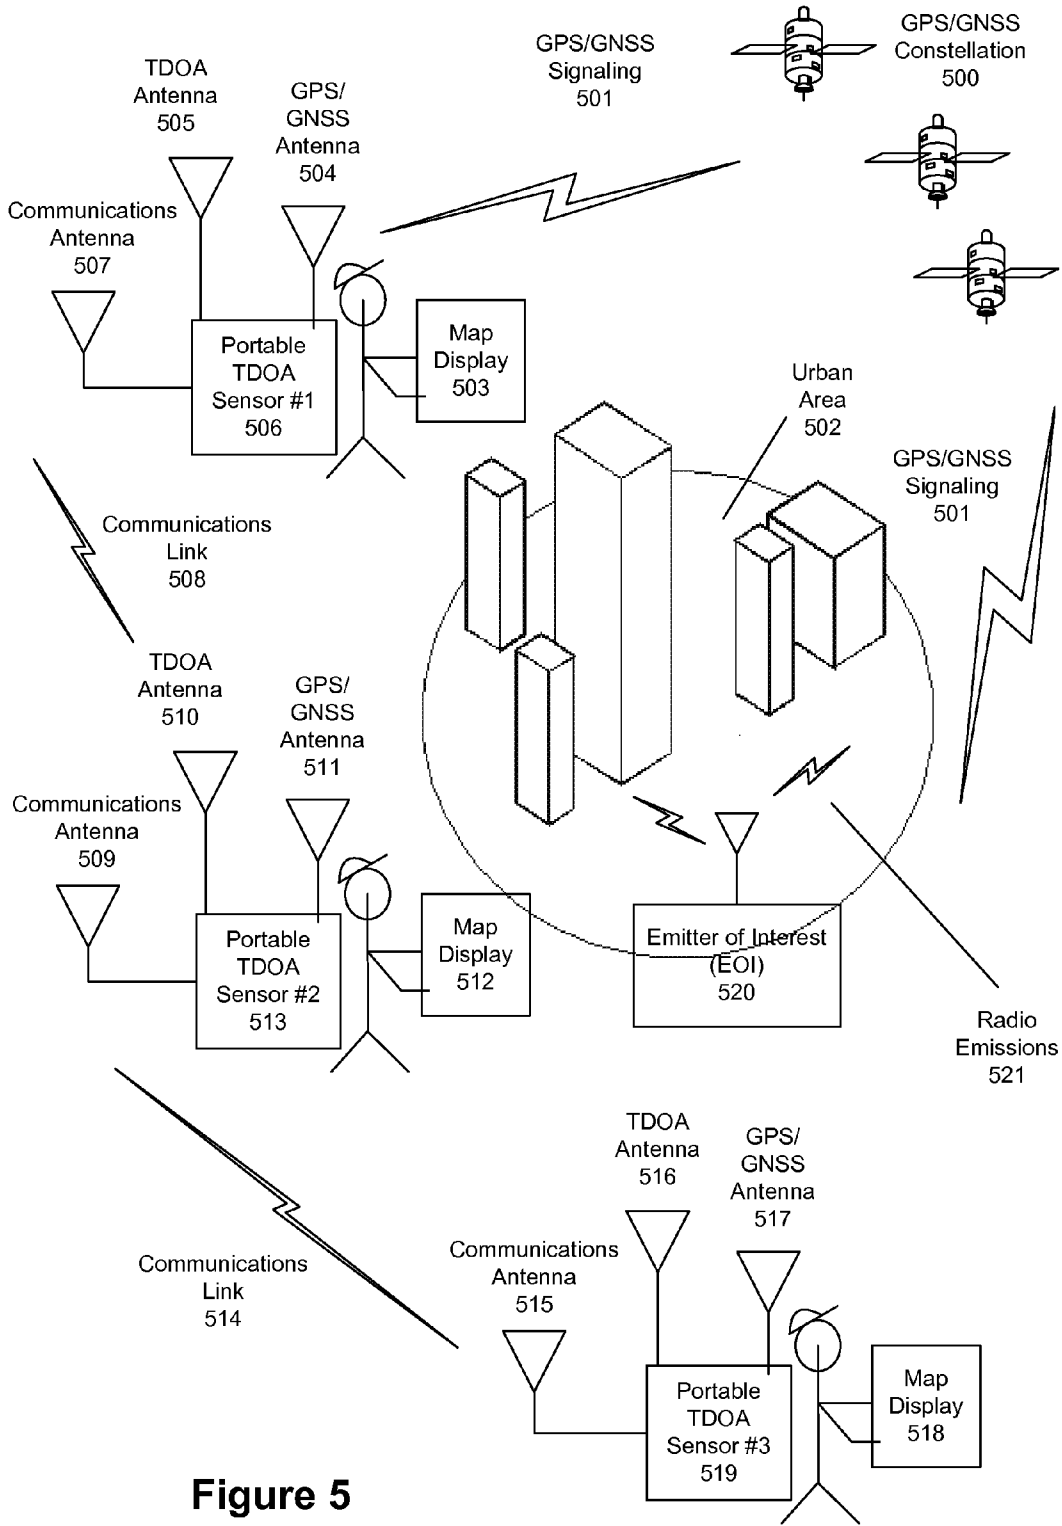 GPS/GNSS
Signaling
501
GPS/GNSS
Constellation
500
TDOA
Antenna
505
GPS/
GNSS
Antenna
504
Communications
Antenna
507
Portable
TDOA
Sensor #1
506
Map
Display
503
Urban
Area
502
GPS/GNSS
Signaling
501
Communications
Link
508
TDOA
Antenna
510
GPS/
GNSS
Antenna
511
Communications
Antenna
509
Portable
TDOA
Sensor #2
513
Map
Display
512
Emitter of Interest
(EOI)
520
Radio
Emissions
521
TDOA
Antenna
516
GPS/
GNSS
Antenna
517
Communications
Antenna
515
Communications
Link
514
Portable
TDOA
Sensor #3
519
Map
Display
518
Figure 5